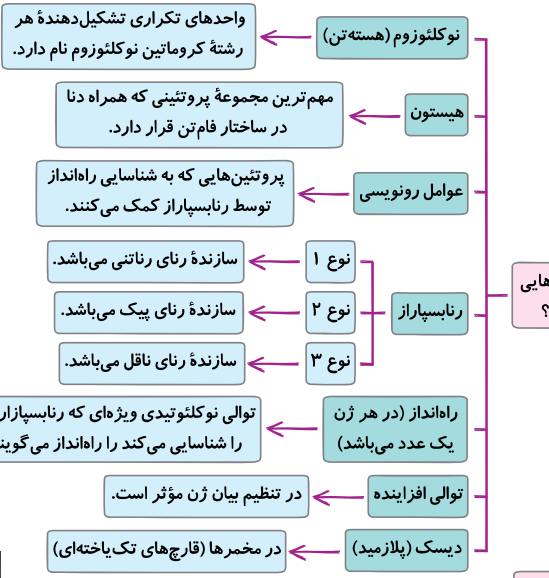 نوکلئوزوم (هسته‌تن)
واحدهای تکراری تشکیل‌دهندهٔ هر
رشتهٔ کروماتین نوکلئوزوم نام دارد.
هیستون
مهم‌ترین مجموعهٔ پروتئینی که همراه دنا
در ساختار فام‌تن قرار دارد.
عوامل رونویسی
پروتئین‌هایی که به شناسایی راه‌انداز
توسط رنابسپاراز کمک می‌کنند.
هایی
؟
رنابسپاراز
نوع ۱
سازندهٔ رنای رناتنی می‌باشد.
نوع ۲
سازندهٔ رنای پیک می‌باشد.
نوع ۳
سازندهٔ رنای ناقل می‌باشد.
راه‌انداز (در هر ژن
یک عدد می‌باشد)
توالی نوکلئوتیدی ویژه‌ای که رنابسپاراز
را شناسایی می‌کند را راه‌انداز می‌گویند
توالی افزاینده
در تنظیم بیان ژن مؤثر است.
دیسک (پلازمید)
در مخمرها (قارچ‌های تک‌یاخته‌ای)